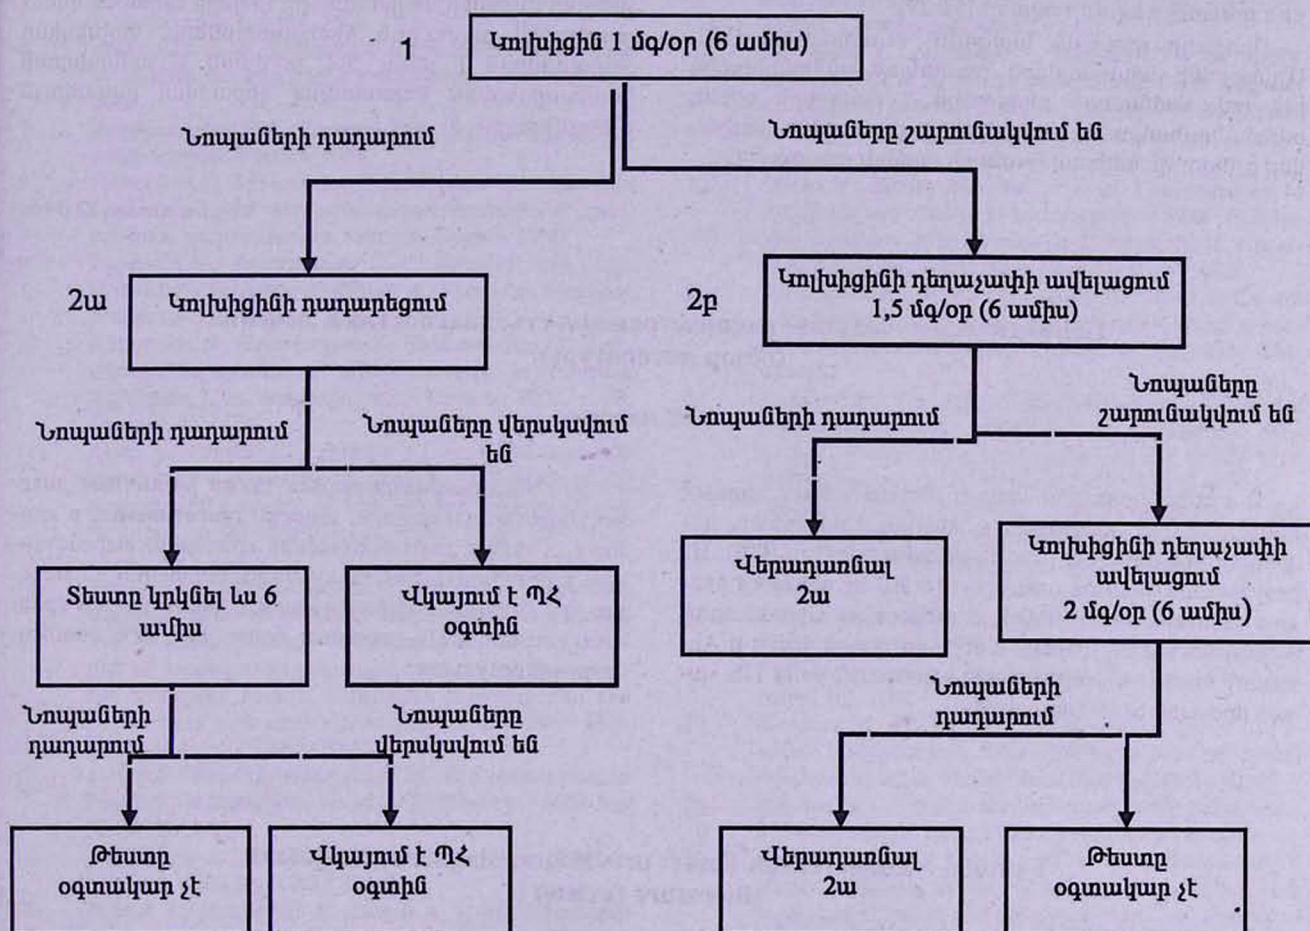 1
Կոլխիցին 1 մգ/օր (6 ամիս)
Նոպաների դադարում
Նոպաները շարունակվում են
2ա
Կոլխիցինի դադարեցում
2բ
Կոլխիցինի դեղաչափի ավելացում
1,5 մգ/օր (6 ամիս)
Նոպաների դադարում
Նոպաները վերսկսվում
են
Նոպաների դադարում
Նոպաները
շարունակվում են
Տեստը կրկնել ևս 6
ամիս
Վկայում է ՊՀ
օգտին
Վերադառնալ
2ա
Կոլխիցինի դեղաչափի
ավելացում
2 մգ/օր (6 ամիս)
Նոպաների
դադարում
Նոպաները
վերսկսվում են
Նոպաների
դադարում
Թեստը
օգտակար չէ
Վկայում է ՊՀ
օգտին
Վերադառնալ
2ա
Թեստը
օգտակար չէ